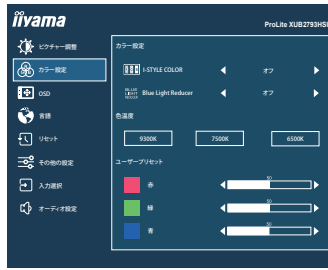 iiyama
ProLite XUB2793HS
ピクチャー調整
カラー設定
OSD
言語
リセット
その他の設定
入力選択
オーディオ設定
カラー設定
I-STYLE COLOR
オフ
BLUE LIGHT REDUCER
Blue Light Reducer
オフ
色温度
9300K
7500K
6500K
ユーザープリセット
赤
50
緑
50
青
50